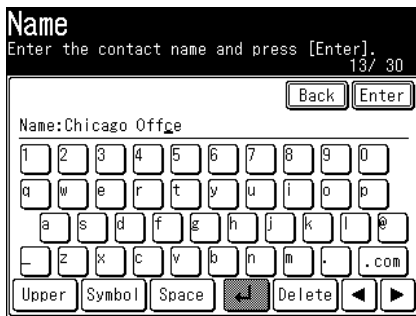 Name
Enter the contact name and press [Enter].
13/ 30
Back Enter
Name:Chicago Offce
1 2 3 4 5 6 7 8 9 0
q w e r t y u i o p
a s d f g h j k l @
_ z x c v b n m . .com
Upper Symbol Space ↵ Delete ◀ ▶